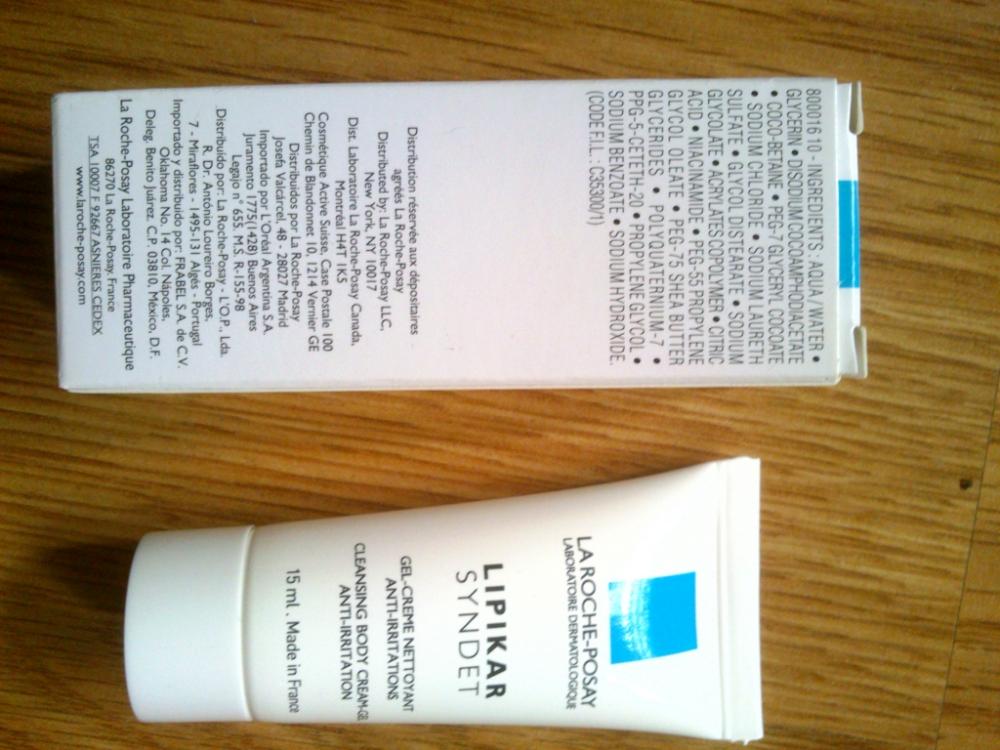 800016 10 - INGREDIENTS : AQUA / WATER •
GLYCERIN • DISODIUM COCOAMPHODIACETATE
• COCO-BETAINE • PEG-7 GLYCERYL COCOATE
• SODIUM CHLORIDE • SODIUM LAURETH
SULFATE • GLYCOL DISTEARATE • SODIUM
GLYCOLATE • ACRYLATES COPOLYMER • CITRIC
ACID • NIACINAMIDE • PEG-55 PROPYLENE
GLYCOL OLEATE • PEG-75 SHEA BUTTER
GLYCERIDES • POLYQUATERNIUM-7 •
PPG-5-CETETH-20 • PROPYLENE GLYCOL •
SODIUM BENZOATE • SODIUM HYDROXIDE.
(CODE F.I.L. : C35300/1)
Distribution réservée aux dépositaires
agréés La Roche-Posay
Distributed by: La Roche-Posay LLC,
New York, NY 10017
Dist. Laboratoire La Roche-Posay Canada,
Montréal H4T 1K5
Cosmétique Active Suisse, Case Postale 100
Chemin de Blandonnet 10, 1214 Vernier GE
Distribuidos por La Roche-Posay
Josefa Valcárcel, 48 - 28027 Madrid
Importado por L'Oréal Argentina S.A.
Juramento 1775(1428) Buenos Aires
Legajo n° 655. M.S. R-155-98
Distribuido por: La Roche-Posay - L'O.P., Lda.
R. Dr. António Loureiro Borges,
7 - Miraflores - 1495-131 Algés - Portugal
Importado y distribuido por: FRABEL S.A. de C.V.
Oklahoma No. 14 Col. Nápoles,
Deleg. Benito Juárez. C.P. 03810, México, D.F.
La Roche-Posay Laboratoire Pharmaceutique
86270 La Roche-Posay, France
TSA 10007 F 92667 ASNIERES CEDEX
www.laroche-posay.com
LA ROCHE-POSAY
LABORATOIRE DERMATOLOGIQUE
LIPIKAR
SYNDET
GEL-CREME NETTOYANT
ANTI-IRRITATIONS
CLEANSING BODY CREAM-GEL
ANTI-IRRITATION
15 ml . Made in France